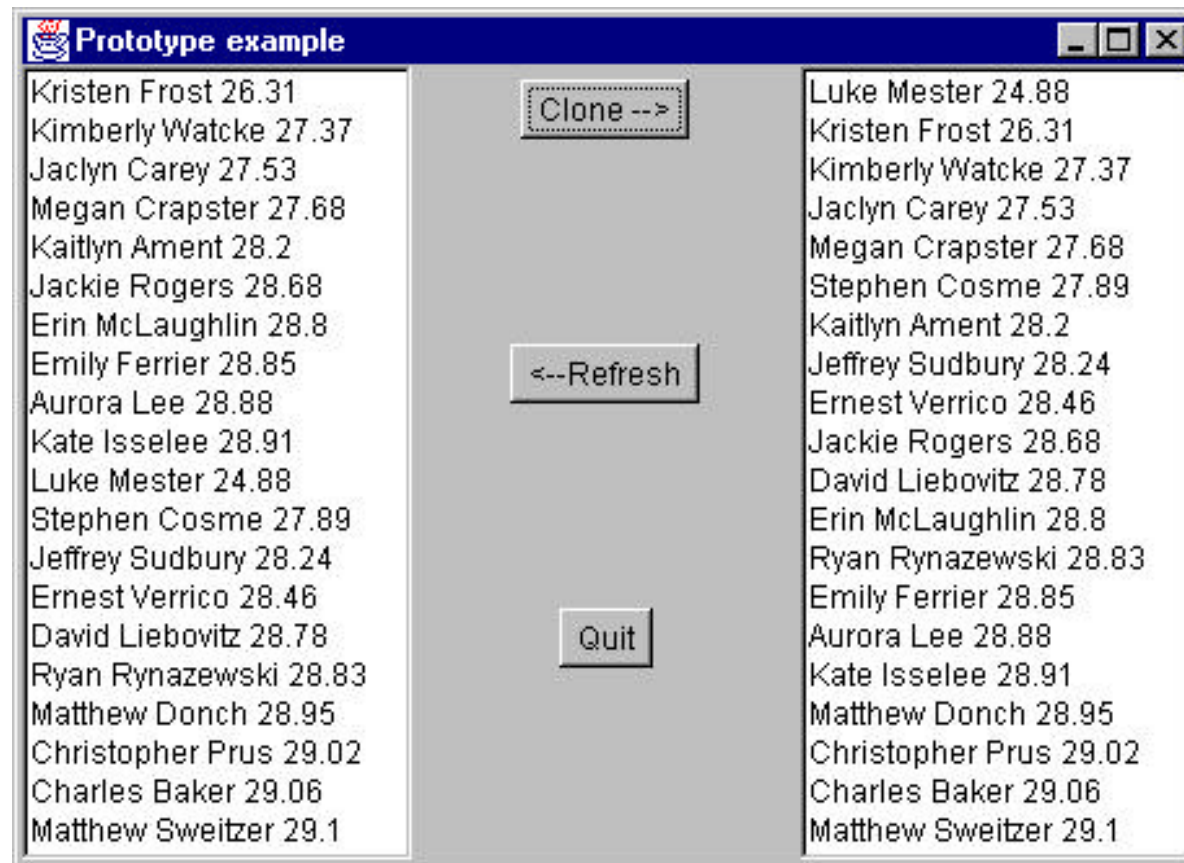 Prototype example
Kristen Frost 26.31
Kimberly Watcke 27.37
Jaclyn Carey 27.53
Megan Crapster 27.68
Kaitlyn Ament 28.2
Jackie Rogers 28.68
Erin McLaughlin 28.8
Emily Ferrier 28.85
Aurora Lee 28.88
Kate Isselee 28.91
Luke Mester 24.88
Stephen Cosme 27.89
Jeffrey Sudbury 28.24
Ernest Verrico 28.46
David Liebovitz 28.78
Ryan Rynazewski 28.83
Matthew Donch 28.95
Christopher Prus 29.02
Charles Baker 29.06
Matthew Sweitzer 29.1
Clone -->
<--Refresh
Quit
Luke Mester 24.88
Kristen Frost 26.31
Kimberly Watcke 27.37
Jaclyn Carey 27.53
Megan Crapster 27.68
Stephen Cosme 27.89
Kaitlyn Ament 28.2
Jeffrey Sudbury 28.24
Ernest Verrico 28.46
Jackie Rogers 28.68
David Liebovitz 28.78
Erin McLaughlin 28.8
Ryan Rynazewski 28.83
Emily Ferrier 28.85
Aurora Lee 28.88
Kate Isselee 28.91
Matthew Donch 28.95
Christopher Prus 29.02
Charles Baker 29.06
Matthew Sweitzer 29.1